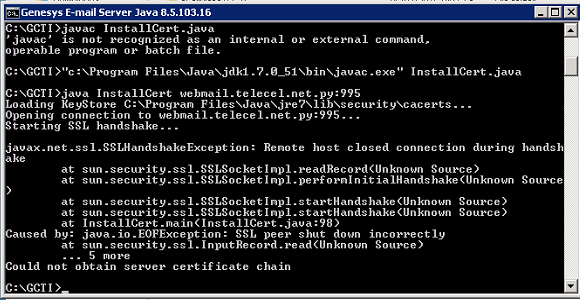 Genesys E-mail Server Java 8.5.103.16
C:\GCTI>javac InstallCert.java
'javac' is not recognized as an internal or external command,
operable program or batch file.
C:\GCTI>"c:\Program Files\Java\jdk1.7.0_51\bin\javac.exe" InstallCert.java
C:\GCTI>java InstallCert webmail.telecel.net.py:995
Loading KeyStore C:\Program Files\Java\jre7\lib\security\cacerts...
Opening connection to webmail.telecel.net.py:995...
Starting SSL handshake...
javax.net.ssl.SSLHandshakeException: Remote host closed connection during handsh
ake
at sun.security.ssl.SSLSocketImpl.readRecord(Unknown Source)
at sun.security.ssl.SSLSocketImpl.performInitialHandshake(Unknown Source
)
at sun.security.ssl.SSLSocketImpl.startHandshake(Unknown Source)
at sun.security.ssl.SSLSocketImpl.startHandshake(Unknown Source)
at InstallCert.main(InstallCert.java:98)
Caused by: java.io.EOFException: SSL peer shut down incorrectly
at sun.security.ssl.InputRecord.read(Unknown Source)
... 5 more
Could not obtain server certificate chain
C:\GCTI>_